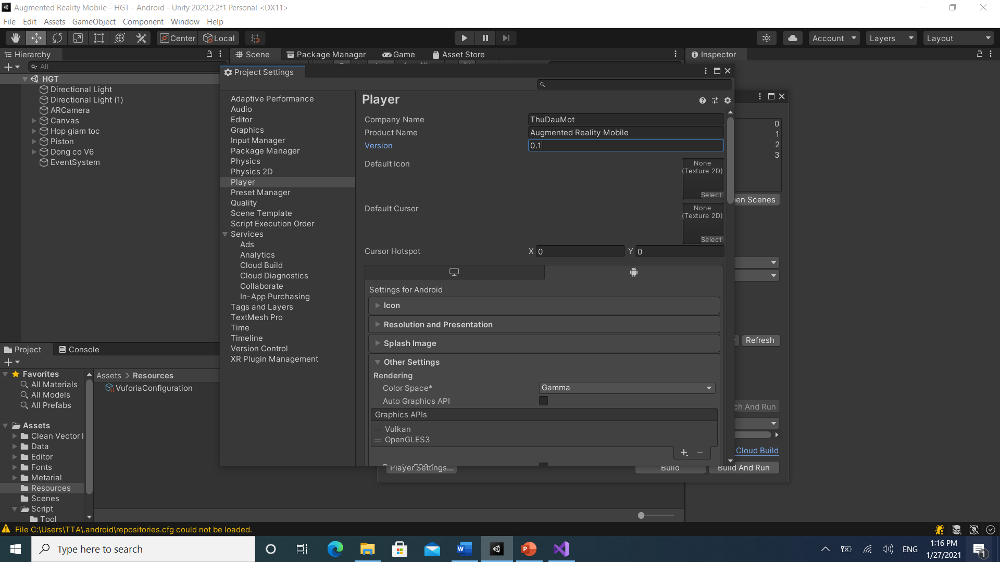 Augmented Reality Mobile - HGT - Android - Unity 2020.2.2f1 Personal <DX11>
File Edit Assets GameObject Component Window Help
Center Local Account Layers Layout
Hierarchy
Scene Package Manager Game Asset Store
Inspector
All
HGT
Directional Light
Directional Light (1)
ARCamera
Canvas
Hop giam toc
Piston
Dong co V6
EventSystem
Project Settings
Adaptive Performance
Audio
Editor
Graphics
Input Manager
Package Manager
Physics
Physics 2D
Player
Preset Manager
Quality
Scene Template
Script Execution Order
Services
Ads
Analytics
Cloud Build
Cloud Diagnostics
Collaborate
In-App Purchasing
Tags and Layers
TextMesh Pro
Time
Timeline
Version Control
XR Plugin Management
Player
Company Name ThuDauMot
Product Name Augmented Reality Mobile
Version 0.1
Default Icon
None
(Texture 2D)
Select
Default Cursor
None
(Texture 2D)
Select
Cursor Hotspot X 0 Y 0
Settings for Android
Icon
Resolution and Presentation
Splash Image
Other Settings
Rendering
Color Space* Gamma
Auto Graphics API
Graphics APIs
Vulkan
OpenGLES3
0
1
2
3
en Scenes
Refresh
ch And Run
Cloud Build
Player Settings...
Build
Build And Run
Project Console
Favorites
All Materials
All Models
All Prefabs
Assets
Clean Vector I
Data
Editor
Fonts
Metarial
Resources
Scenes
Script
Tool
Assets > Resources
VuforiaConfiguration
File C:\Users\TTA\.android\repositories.cfg could not be loaded.
Type here to search
ENG
1:16 PM
1/27/2021
1